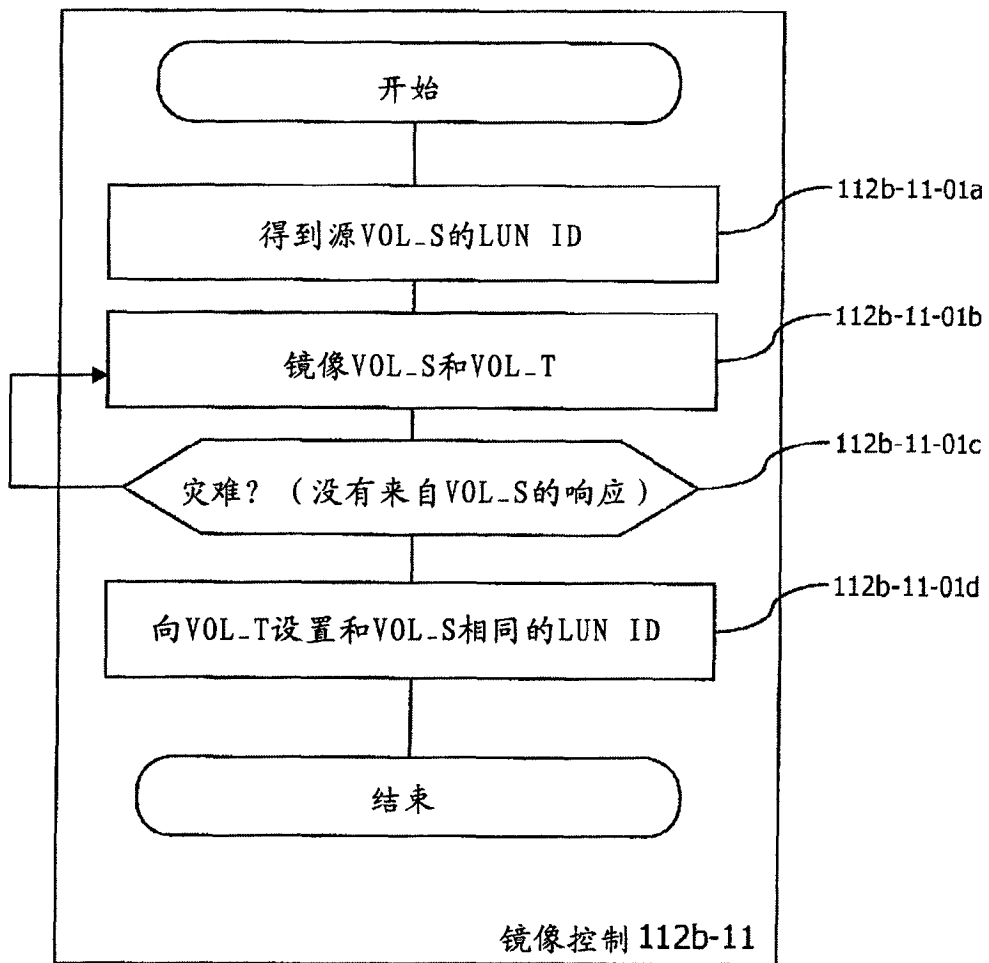 开始
得到源VOL_S的LUN ID
112b-11-01a
镜像VOL_S和VOL_T
112b-11-01b
灾难？（没有来自VOL_S的响应）
112b-11-01c
向VOL_T设置和VOL_S相同的LUN ID
112b-11-01d
结束
镜像控制 112b-11